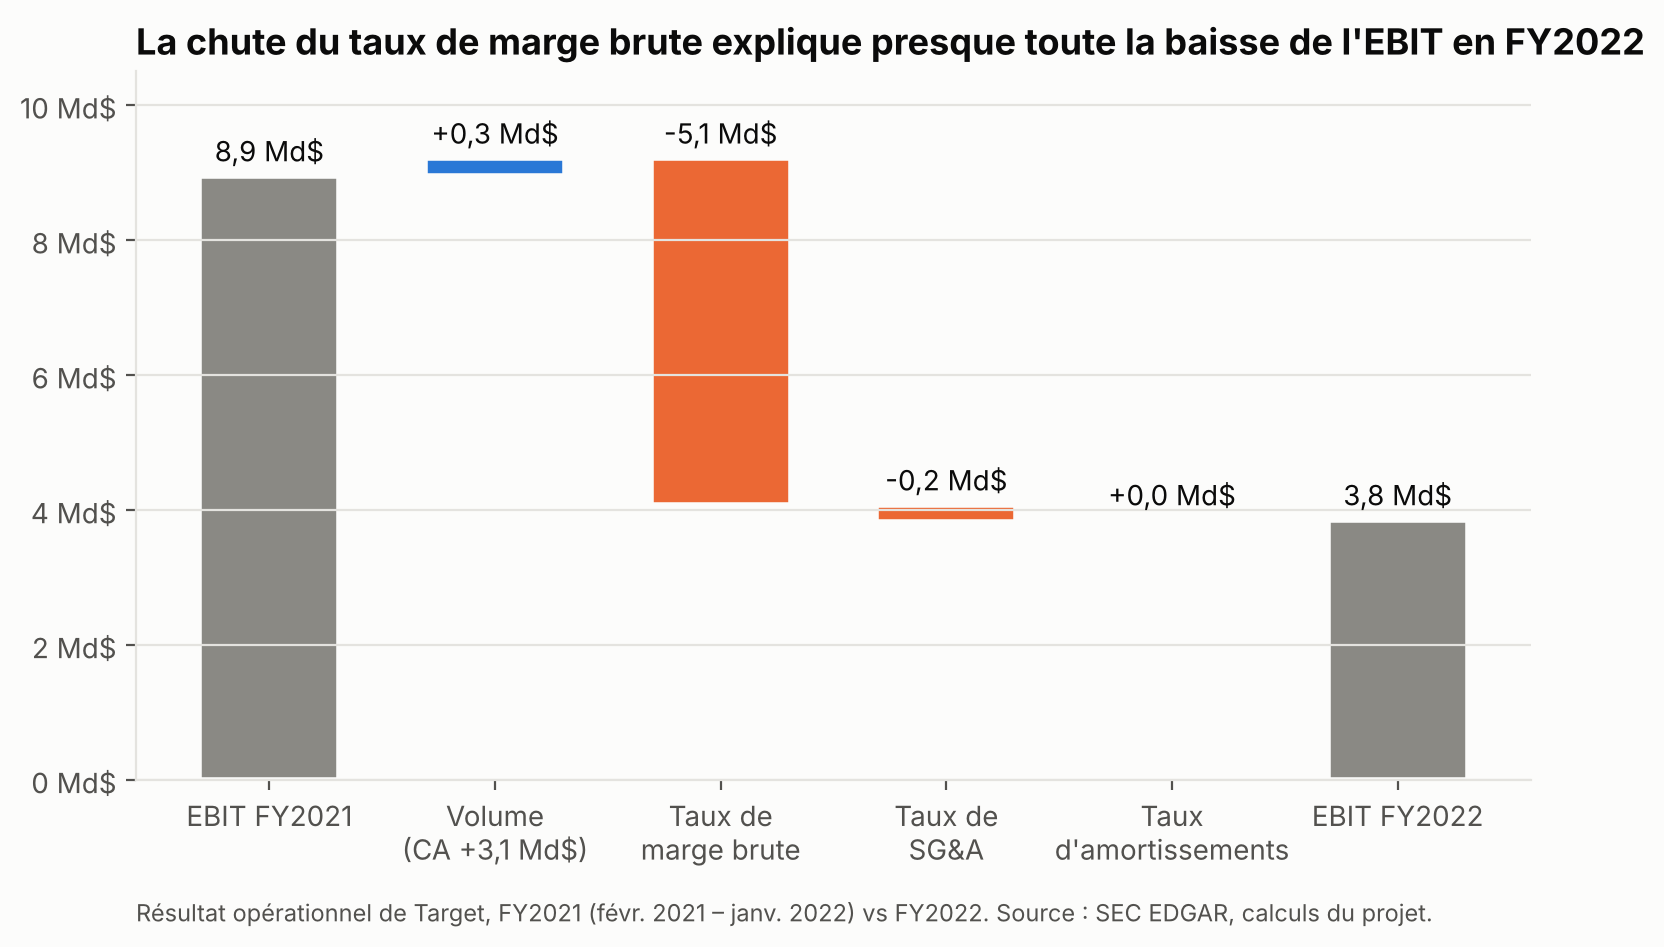 La chute du taux de marge brute explique presque toute la baisse de l'EBIT en FY2022
10 Md$
8 Md$
6 Md$
4 Md$
2 Md$
0 Md$
8,9 Md$
+0,3 Md$
-5,1 Md$
-0,2 Md$
+0,0 Md$
3,8 Md$
EBIT FY2021
Volume
(CA +3,1 Md$)
Taux de
marge brute
Taux de
SG&A
Taux
d'amortissements
EBIT FY2022
Résultat opérationnel de Target, FY2021 (févr. 2021 – janv. 2022) vs FY2022. Source : SEC EDGAR, calculs du projet.